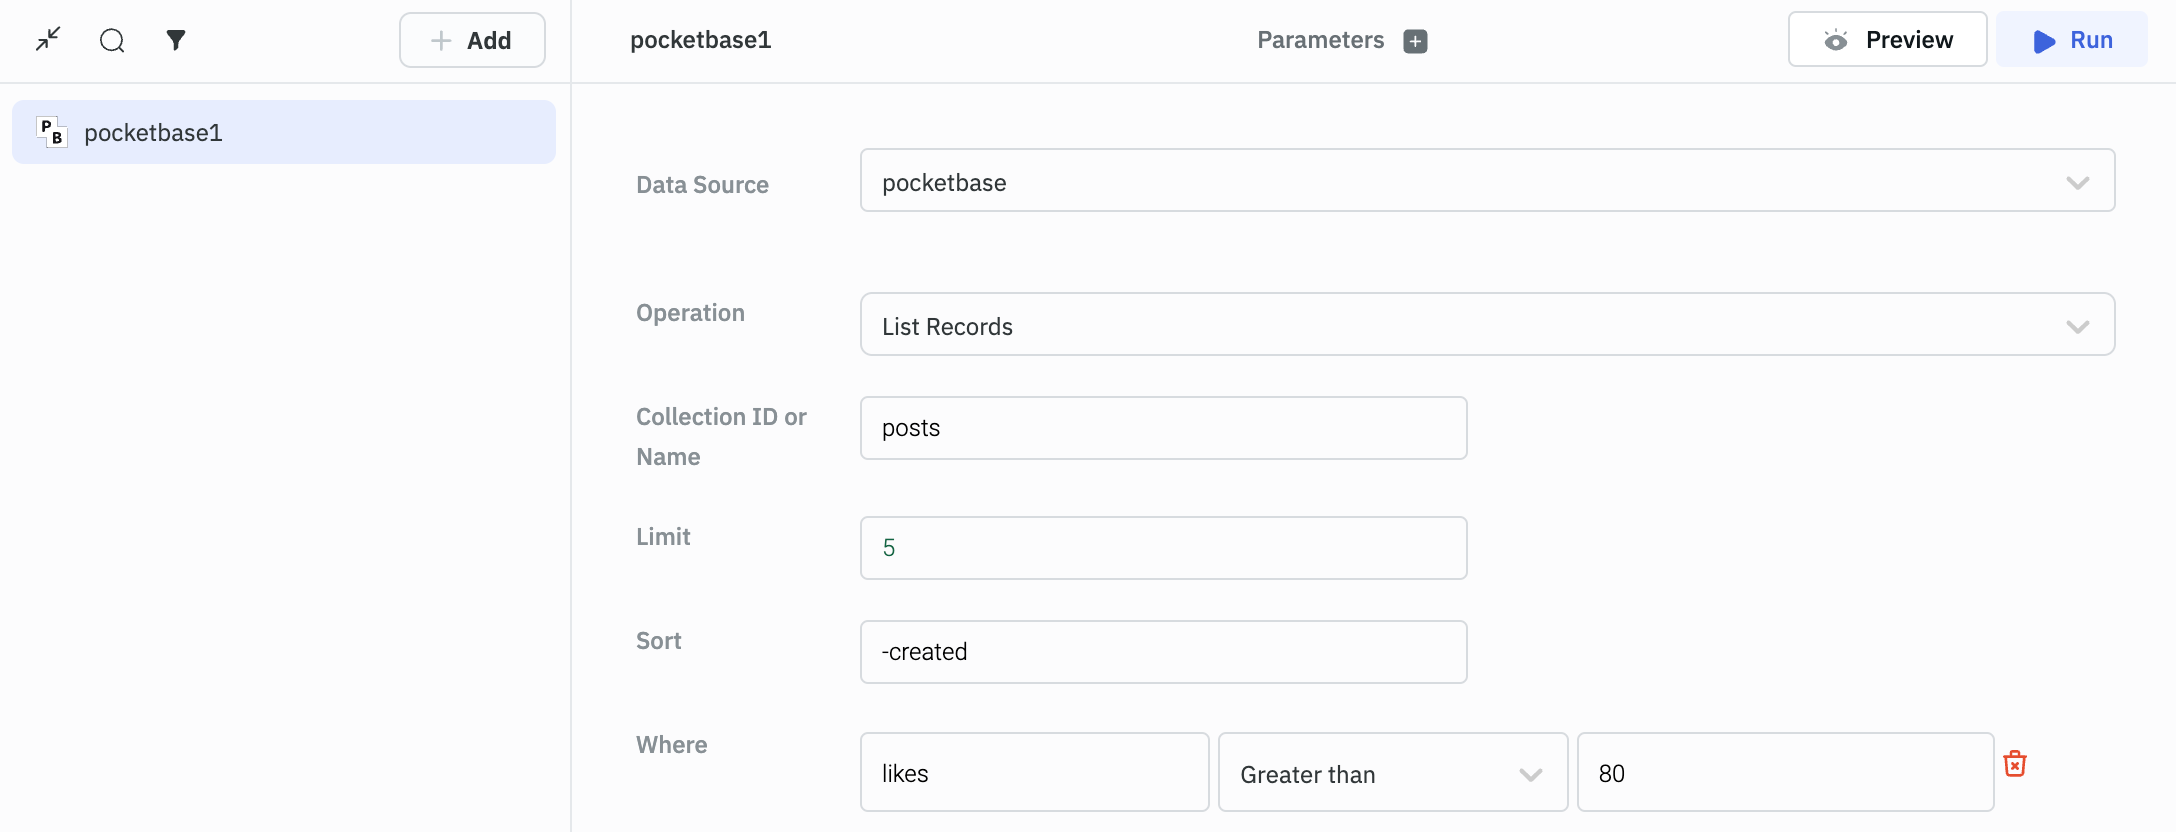 Add
pocketbase1
Parameters
Preview
Run
P
B
pocketbase1
Data Source
pocketbase
Operation
List Records
Collection ID or
Name
posts
Limit
5
Sort
-created
Where
likes
Greater than
80